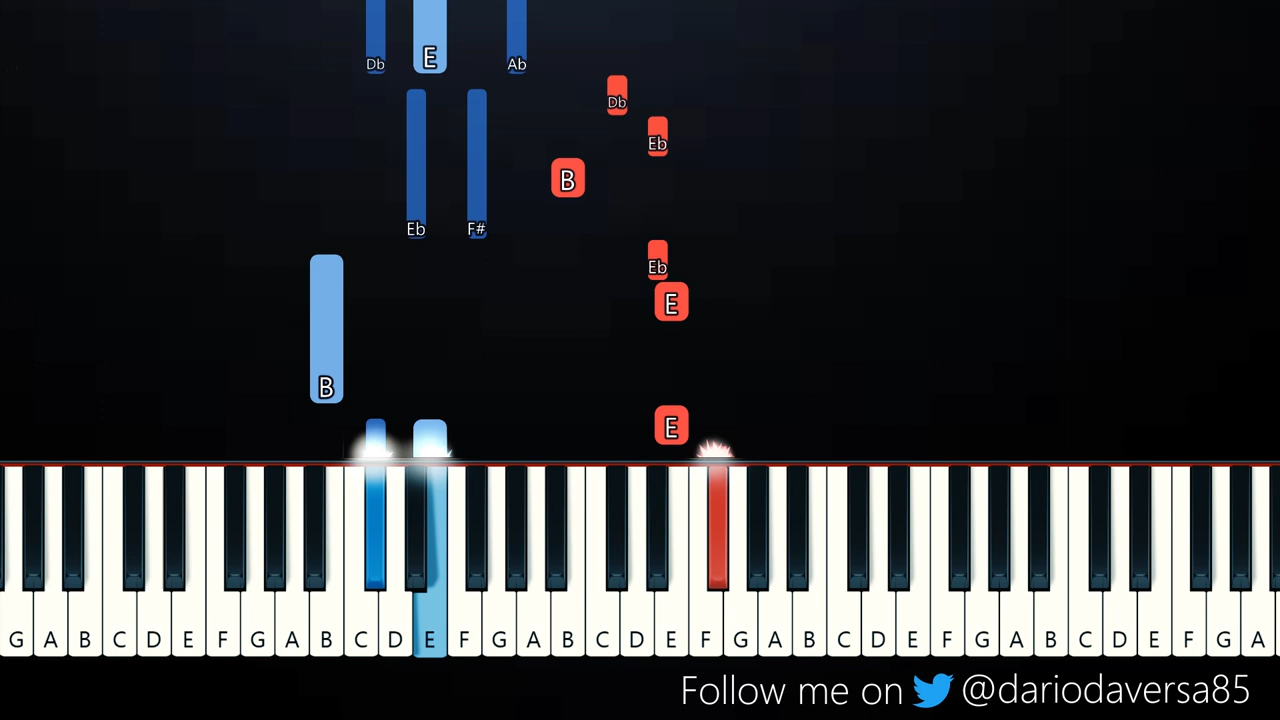 Db E Ab
Db
Eb
B
Eb F#
Eb
E
B
E
G A B C D E F G A B C D E F G A B C D E F G A B C D E F G A B C D E F G A
Follow me on @dariodaversa85